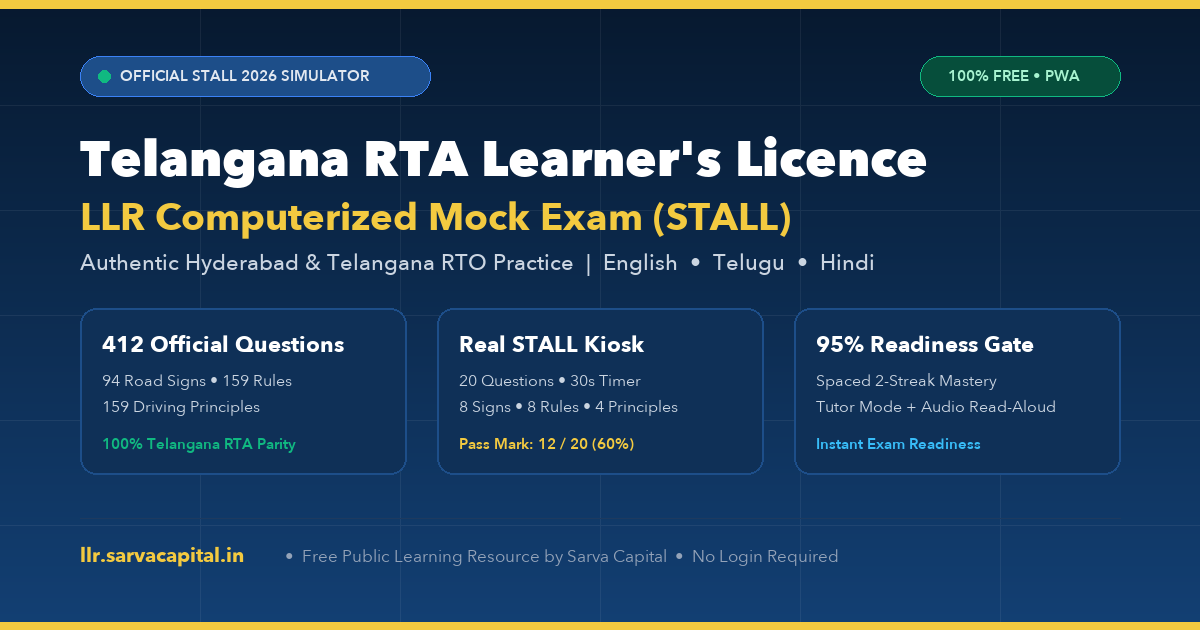 OFFICIAL STALL 2026 SIMULATOR
100% FREE • PWA
Telangana RTA Learner's Licence
LLR Computerized Mock Exam (STALL)
Authentic Hyderabad & Telangana RTO Practice | English • Telugu • Hindi
412 Official Questions
94 Road Signs • 159 Rules
159 Driving Principles
100% Telangana RTA Parity
Real STALL Kiosk
20 Questions • 30s Timer
8 Signs • 8 Rules • 4 Principles
Pass Mark: 12 / 20 (60%)
95% Readiness Gate
Spaced 2-Streak Mastery
Tutor Mode + Audio Read-Aloud
Instant Exam Readiness
llr.sarvacapital.in • Free Public Learning Resource by Sarva Capital • No Login Required